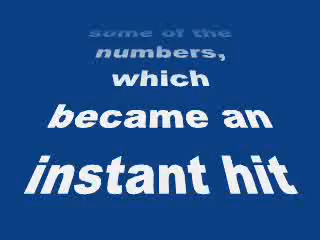 some of the
numbers,
which
became an
instant hit